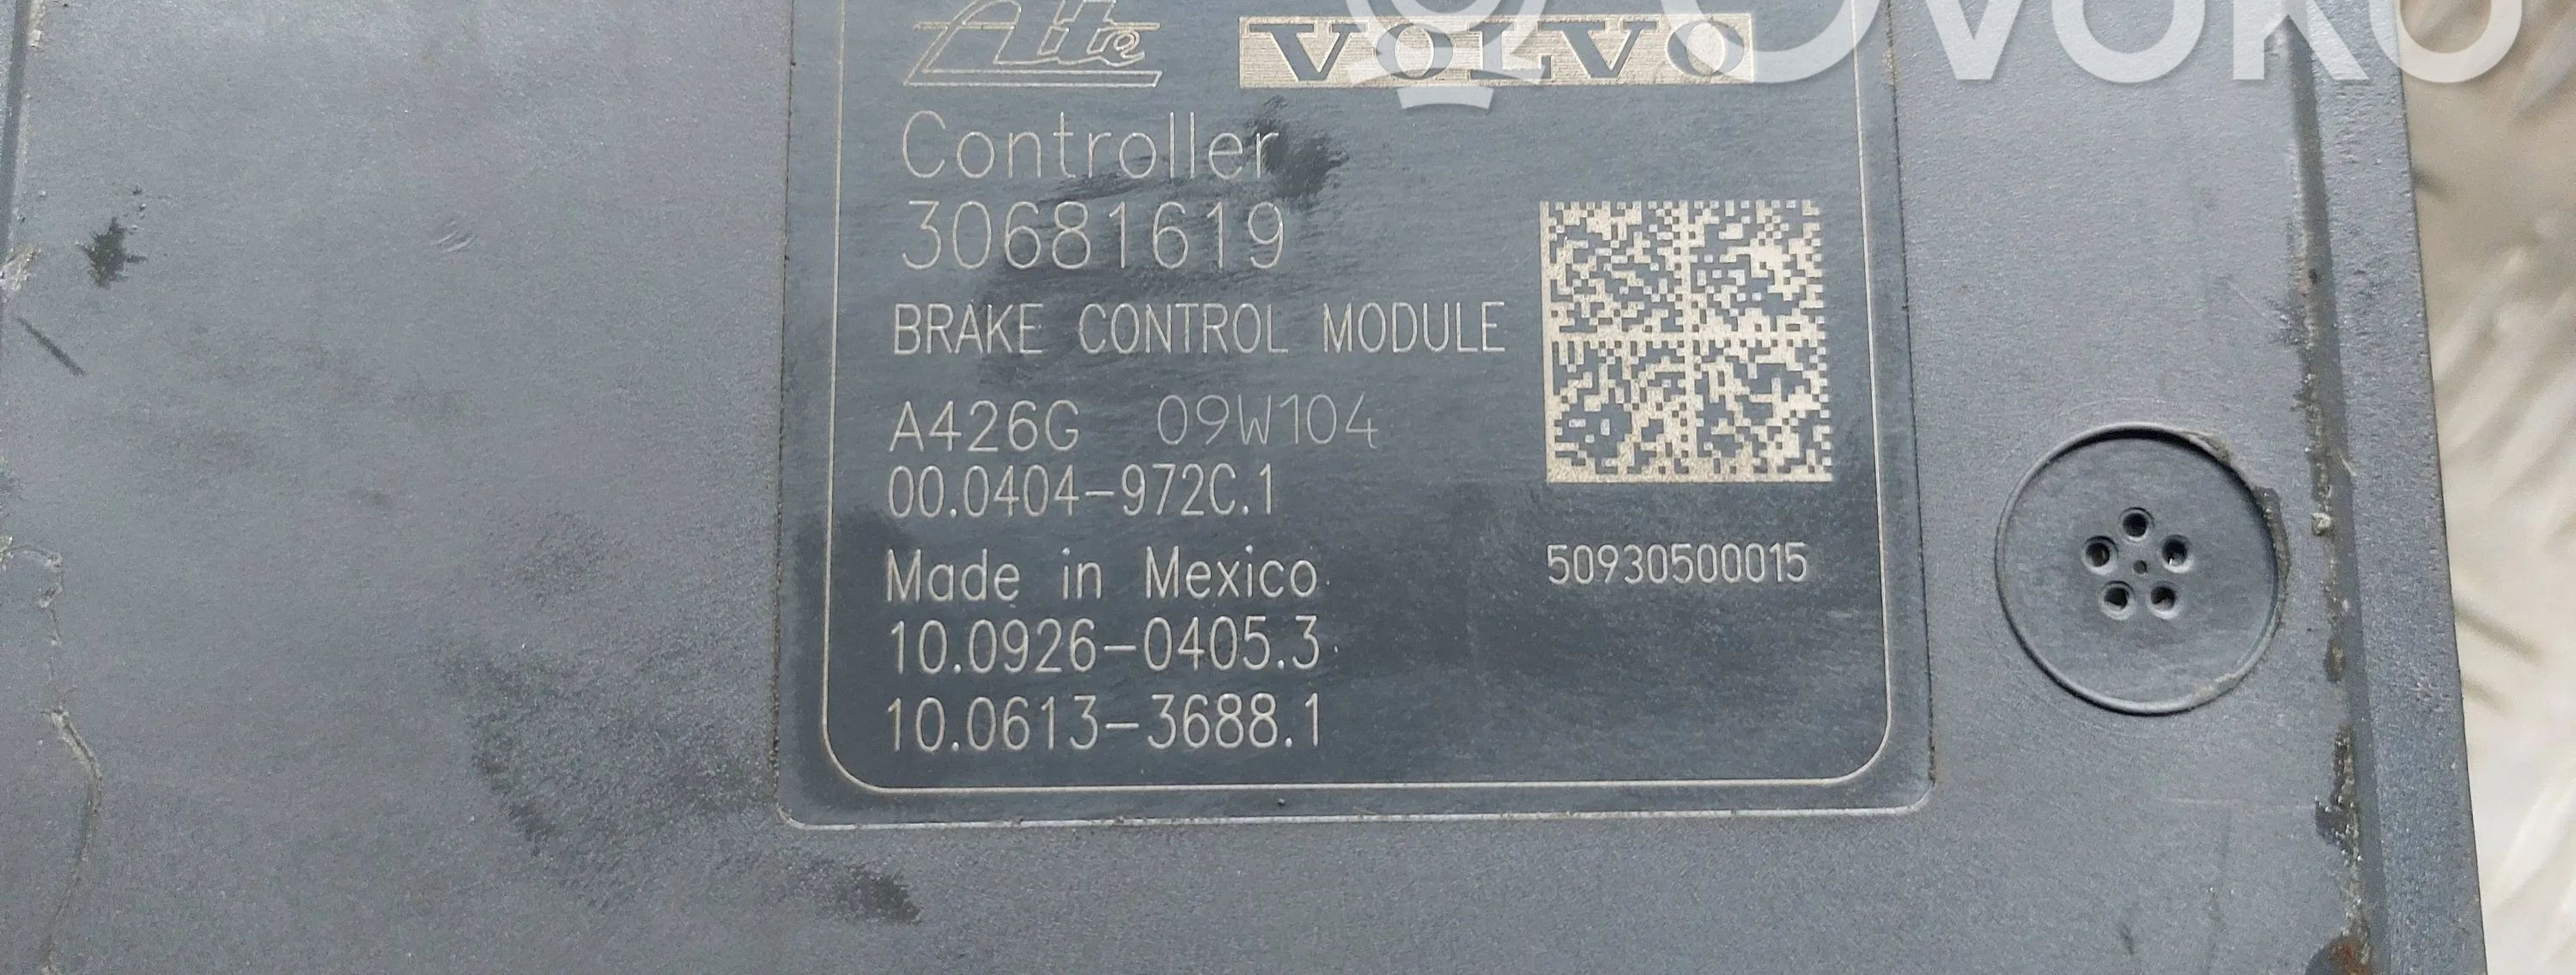 Ate VOLVO OVOKO
Controller
30681619
BRAKE CONTROL MODULE
A426G 09W104
00.0404-972C.1
Made in Mexico
50930500015
10.0926-0405.3
10.0613-3688.1